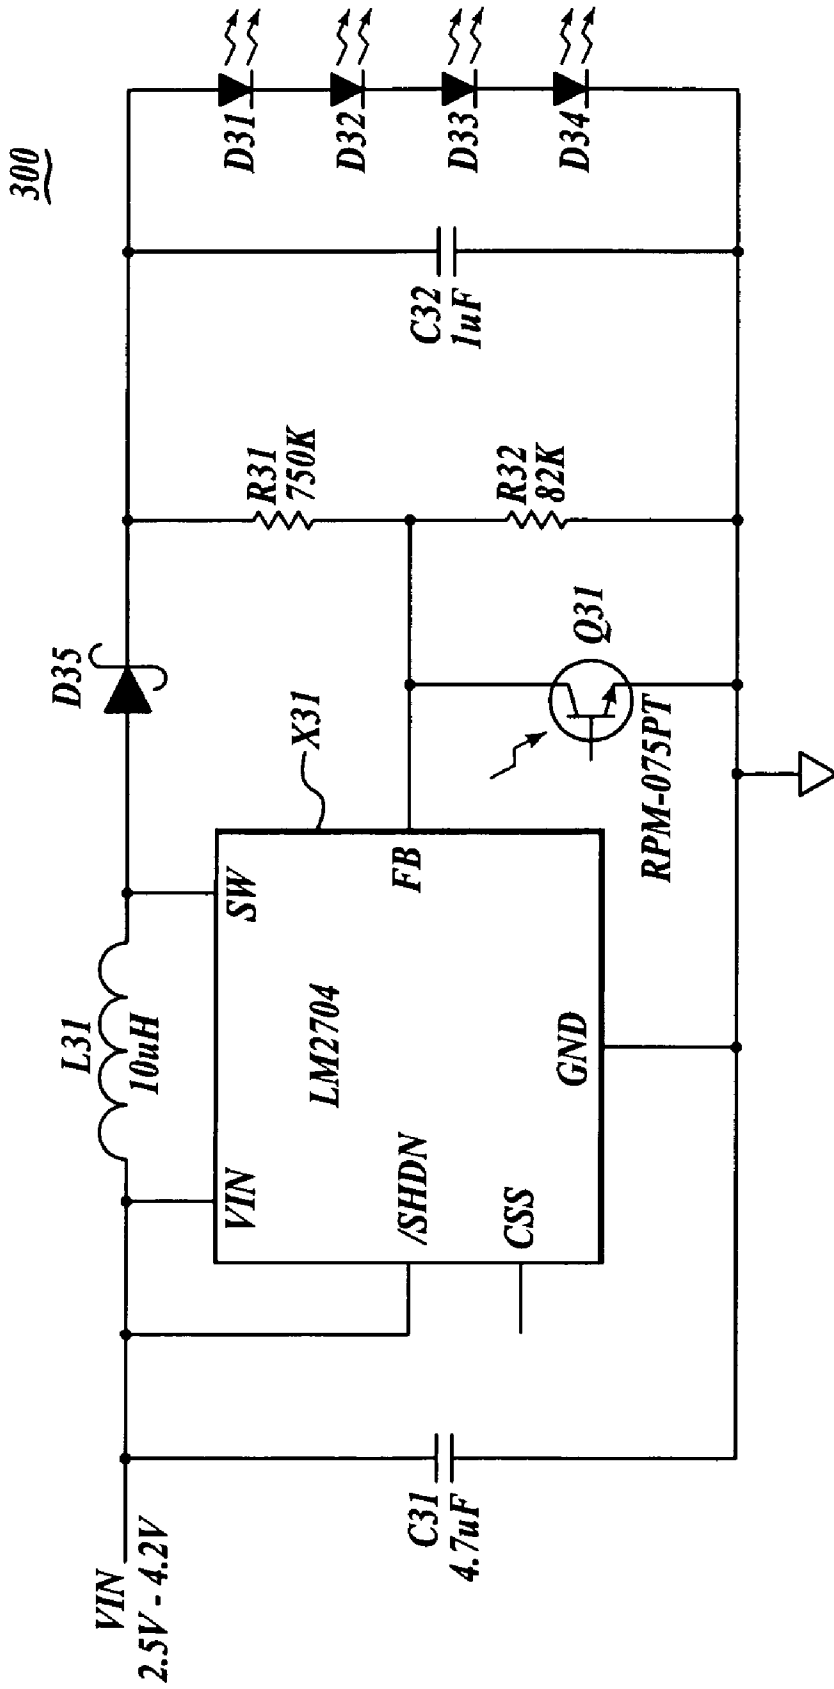 300
VIN
2.5V - 4.2V
C31
4.7uF
L31
10uH
VIN
SW
/SHDN
LM2704
FB
CSS
GND
X31
D35
R31
750K
R32
82K
Q31
RPM-075PT
C32
1uF
D31
D32
D33
D34